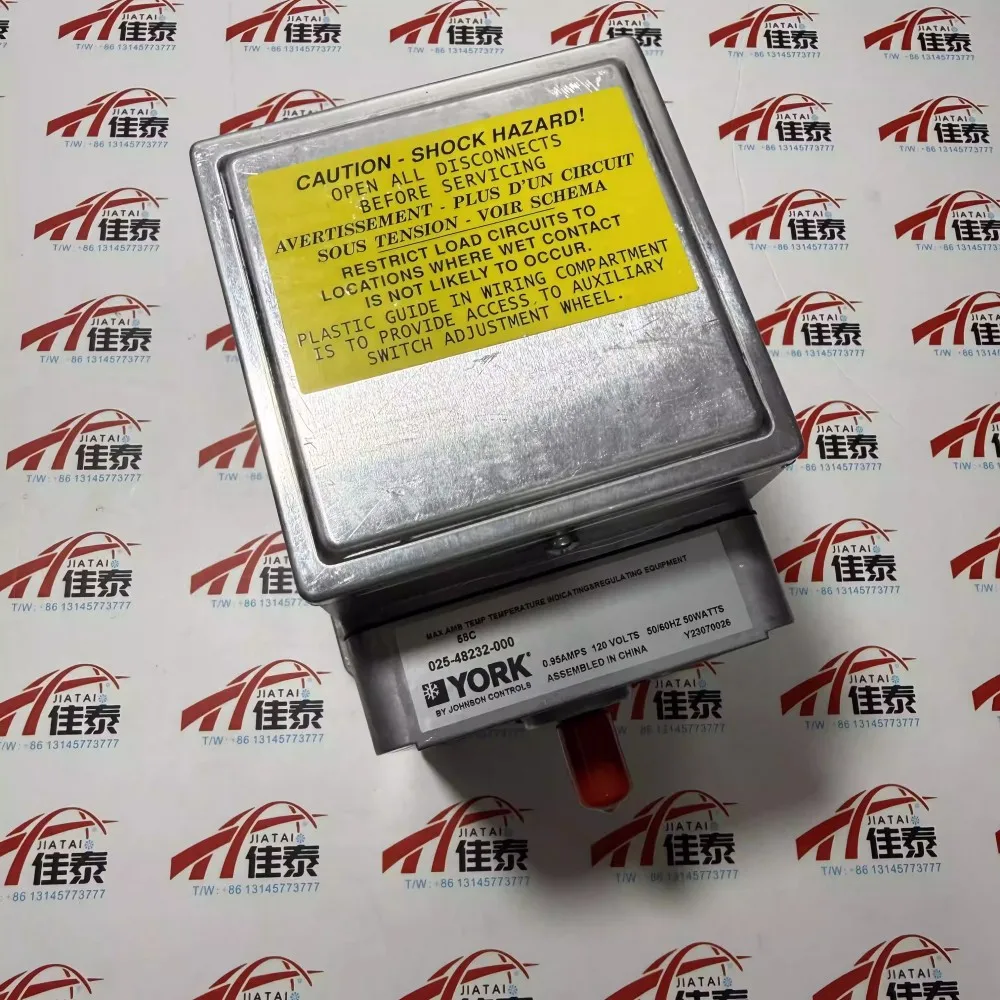 CAUTION - SHOCK HAZARD!
OPEN ALL DISCONNECTS
BEFORE SERVICING
AVERTISSEMENT - PLUS D'UN CIRCUIT
SOUS TENSION - VOIR SCHEMA
RESTRICT LOAD CIRCUITS TO
LOCATIONS WHERE WET CONTACT
IS NOT LIKELY TO OCCUR.
PLASTIC GUIDE IN WIRING COMPARTMENT
IS TO PROVIDE ACCESS TO AUXILIARY
SWITCH ADJUSTMENT WHEEL.
MAX.AMB TEMP TEMPERATURE INDICATING&REGULATING EQUIPMENT
58C
025-48232-000
YORK®
BY JOHNSON CONTROLS
0.95AMPS 120 VOLTS 50/60HZ 50WATTS
ASSEMBLED IN CHINA
Y23070026
JIATAI
佳泰
T/W: +86 13145773777